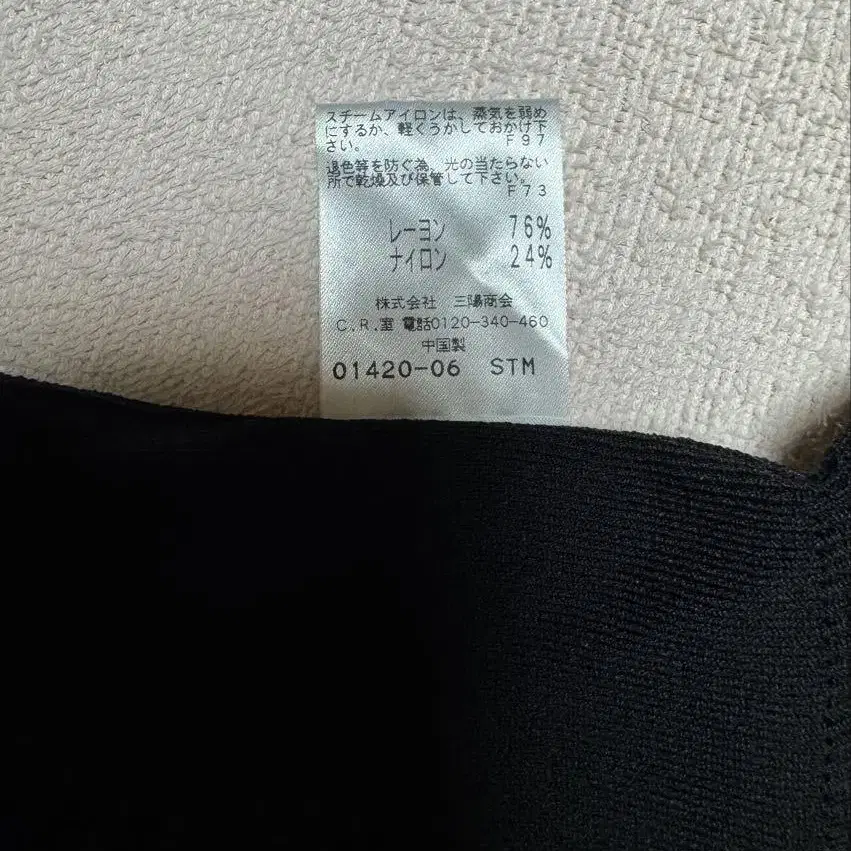 スチームアイロンは、蒸気を弱め
にするか、軽くうかしておかけ下
さい。 F97
退色等を防ぐ為、光の当たらない
所で乾燥及び保管して下さい。
F73
レーヨン 76%
ナイロン 24%
株式会社 三陽商会
C.R.室 電話0120-340-460
中国製
01420-06 STM